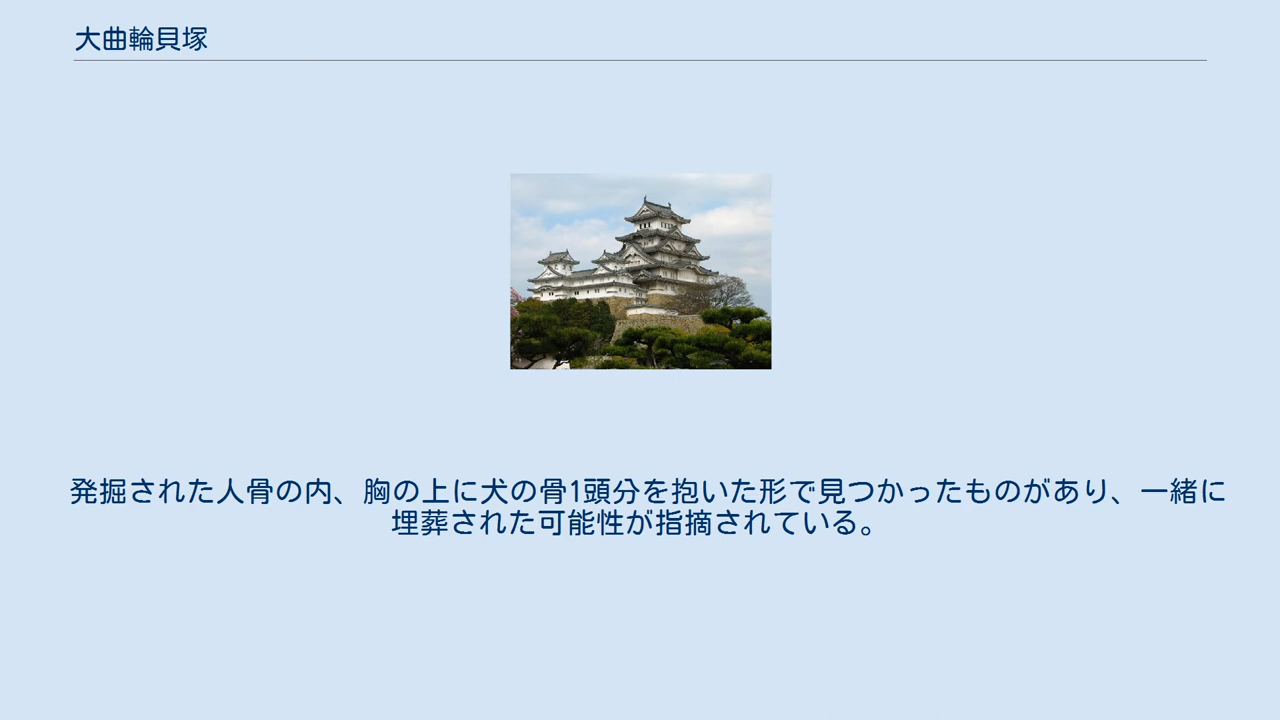 大曲輪貝塚
発掘された人骨の内、胸の上に犬の骨1頭分を抱いた形で見つかったものがあり、一緒に
埋葬された可能性が指摘されている。